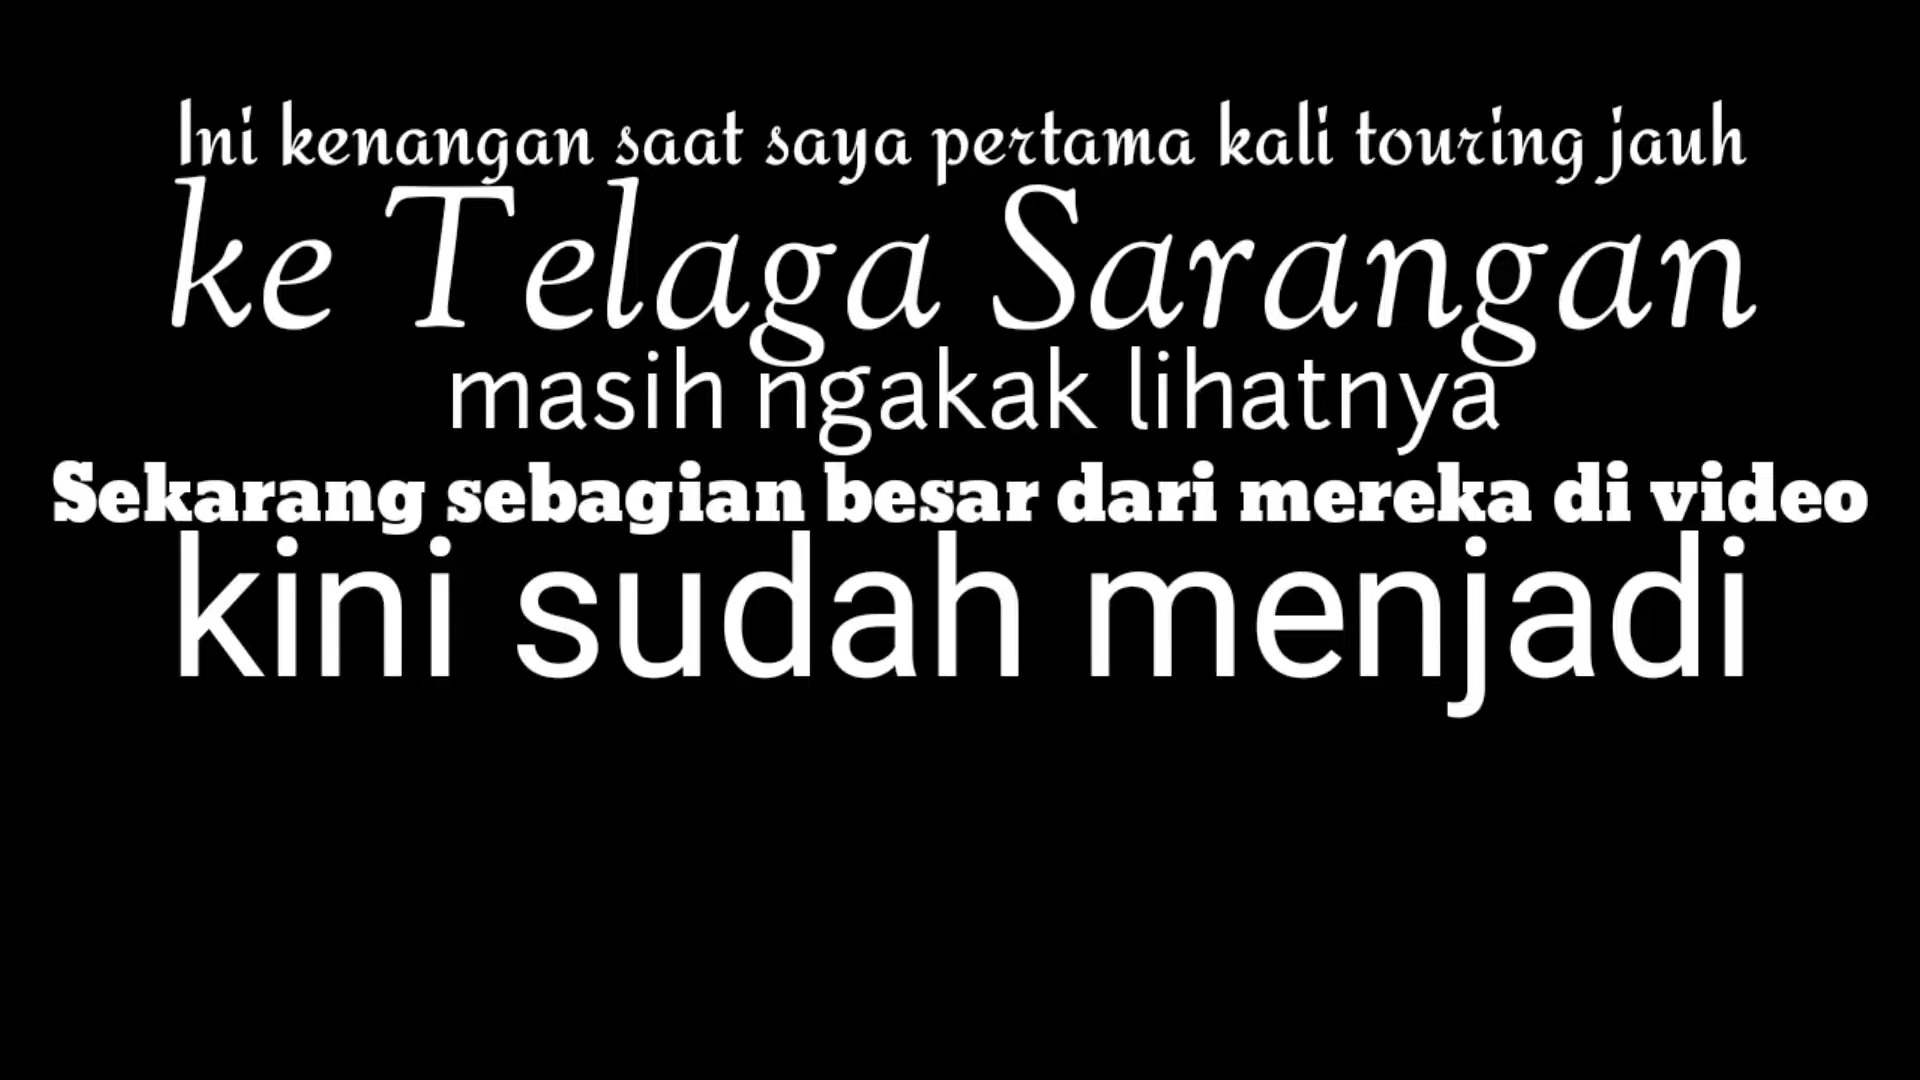 Ini kenangan saat saya pertama kali touring jauh
ke Telaga Sarangan
masih ngakak lihatnya
Sekarang sebagian besar dari mereka di video
kini sudah menjadi